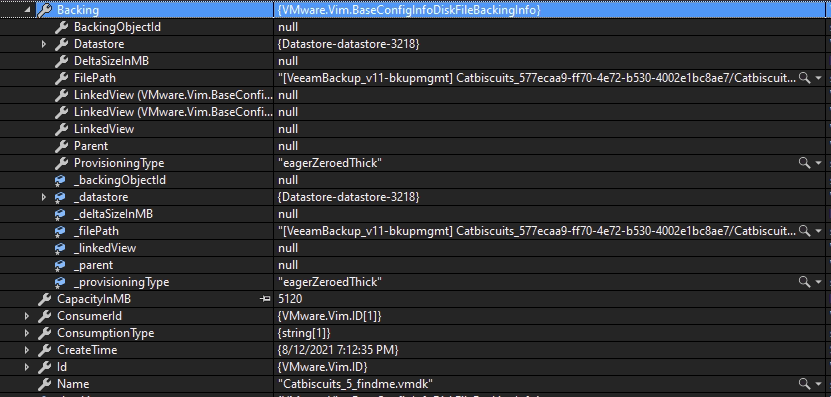 Backing {VMware.Vim.BaseConfigInfoDiskFileBackingInfo}
BackingObjectId null
Datastore {Datastore-datastore-3218}
DeltaSizeInMB null
FilePath "[VeeamBackup_v11-bkupmgmt] Catbiscuits_577ecaa9-ff70-4e72-b530-4002e1bc8ae7/Catbiscuit...
LinkedView (VMware.Vim.BaseConfi... null
LinkedView (VMware.Vim.BaseConfi... null
LinkedView null
Parent null
ProvisioningType "eagerZeroedThick"
_backingObjectId null
_datastore {Datastore-datastore-3218}
_deltaSizeInMB null
_filePath "[VeeamBackup_v11-bkupmgmt] Catbiscuits_577ecaa9-ff70-4e72-b530-4002e1bc8ae7/Catbiscuit...
_linkedView null
_parent null
_provisioningType "eagerZeroedThick"
CapacityInMB 5120
ConsumerId {VMware.Vim.ID[1]}
ConsumptionType {string[1]}
CreateTime {8/12/2021 7:12:35 PM}
Id {VMware.Vim.ID}
Name "Catbiscuits_5_findme.vmdk"